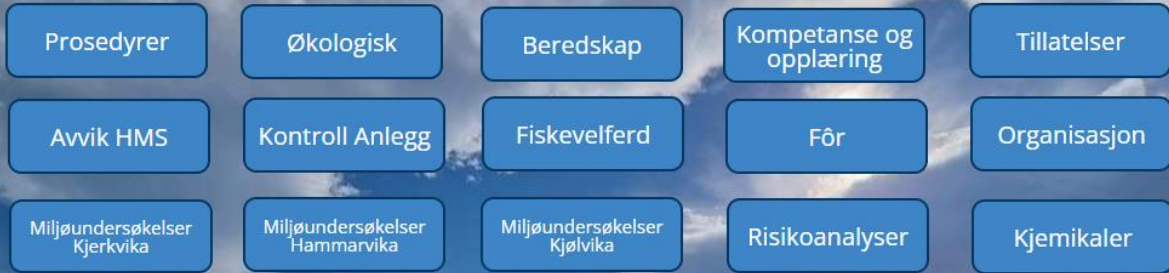 Prosedyrer
Økologisk
Beredskap
Kompetanse og
opplæring
Tillatelser
Avvik HMS
Kontroll Anlegg
Fiskevelferd
Fôr
Organisasjon
Miljøundersøkelser
Kjerkvika
Miljøundersøkelser
Hammarvika
Miljøundersøkelser
Kjølvika
Risikoanalyser
Kjemikaler